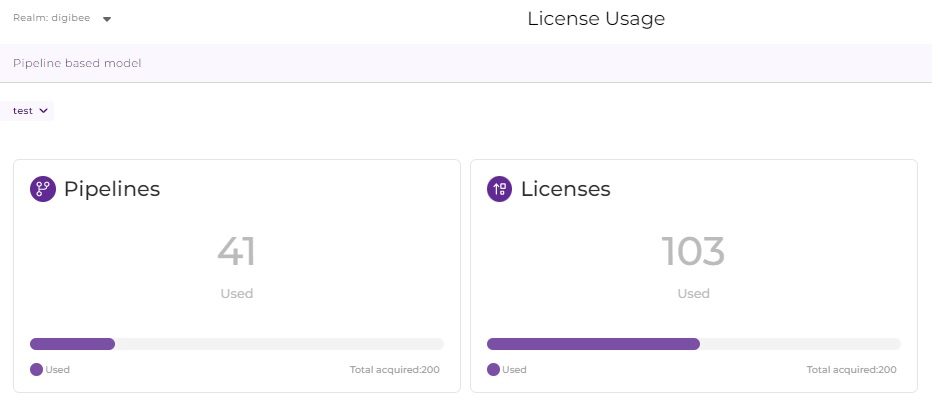 Realm: digibee
License Usage
Pipeline based model
test
Pipelines
41
Used
Used
Total acquired:200
Licenses
103
Used
Used
Total acquired:200